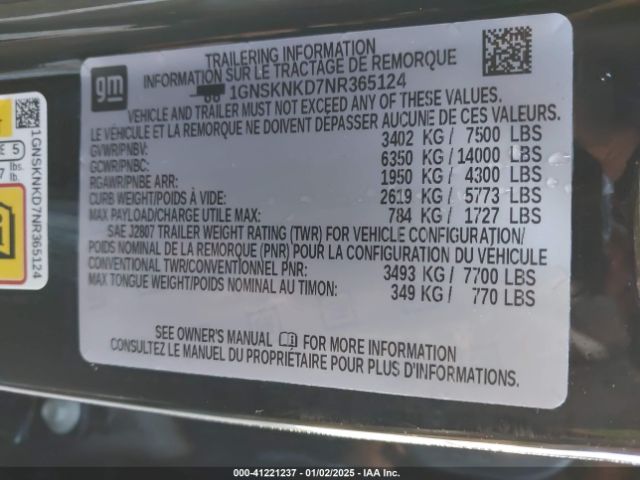 gm
TRAILERING INFORMATION
INFORMATION SUR LE TRACTAGE DE REMORQUE
1GNSKNKD7NR365124
VEHICLE AND TRAILER MUST NOT EXCEED ANY OF THESE VALUES.
LE VÉHICULE ET LA REMORQUE NE DOIVENT DÉPASSER AUCUNE DE CES VALEURS.
GVWR/PNBV: 3402 KG / 7500 LBS
GCWR/PNBC: 6350 KG / 14000 LBS
RGAWR/PNBE ARR: 1950 KG / 4300 LBS
CURB WEIGHT/POIDS À VIDE: 2619 KG / 5773 LBS
MAX PAYLOAD/CHARGE UTILE MAX: 784 KG / 1727 LBS
SAE J2807 TRAILER WEIGHT RATING (TWR) FOR VEHICLE CONFIGURATION/
POIDS NOMINAL DE LA REMORQUE (PNR) POUR LA CONFIGURATION DU VÉHICULE
CONVENTIONAL TWR/CONVENTIONNEL PNR: 3493 KG / 7700 LBS
MAX TONGUE WEIGHT/POIDS NOMINAL AU TIMON: 349 KG / 770 LBS
SEE OWNER'S MANUAL FOR MORE INFORMATION
CONSULTEZ LE MANUEL DU PROPRIÉTAIRE POUR PLUS D'INFORMATIONS.
1GNSKNKD7NR365124
E 5
7 lbs.
lb.
000-41221237 - 01/02/2025 - IAA Inc.